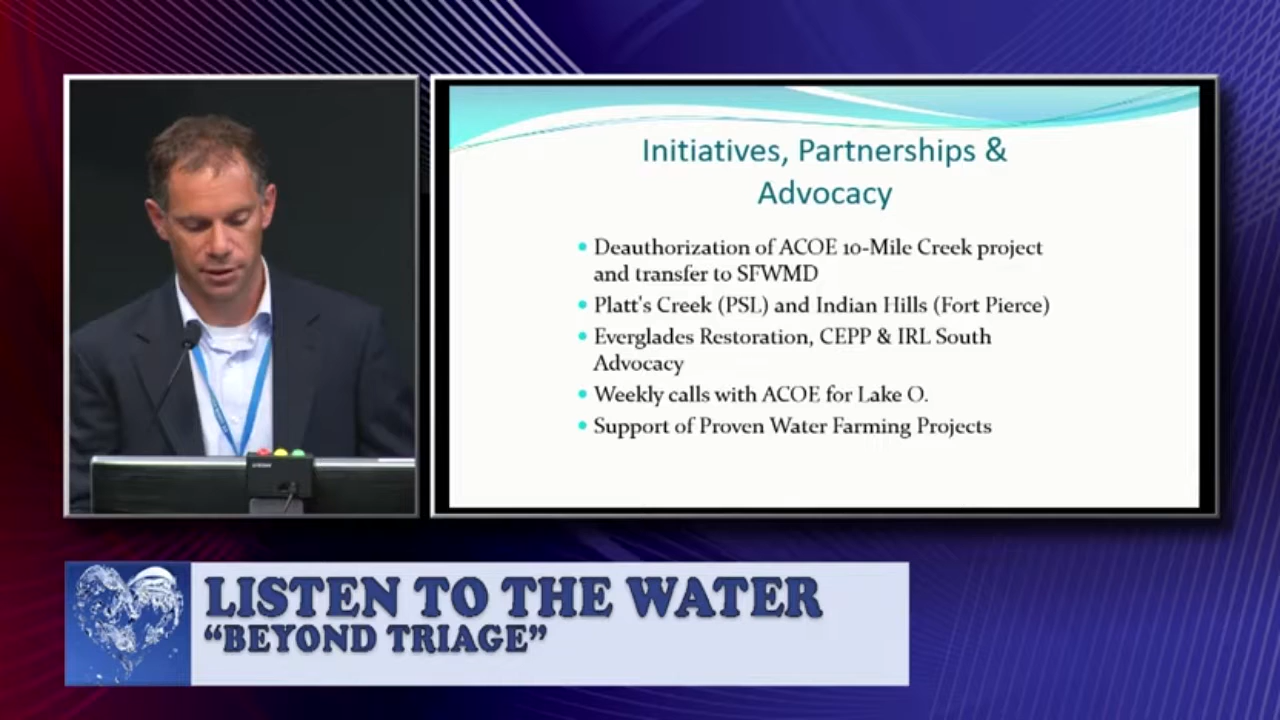 Initiatives, Partnerships &
Advocacy
Deauthorization of ACOE 10-Mile Creek project
and transfer to SFWMD
Platt's Creek (PSL) and Indian Hills (Fort Pierce)
Everglades Restoration, CEPP & IRL South
Advocacy
Weekly calls with ACOE for Lake O.
Support of Proven Water Farming Projects
LISTEN TO THE WATER
“BEYOND TRIAGE”